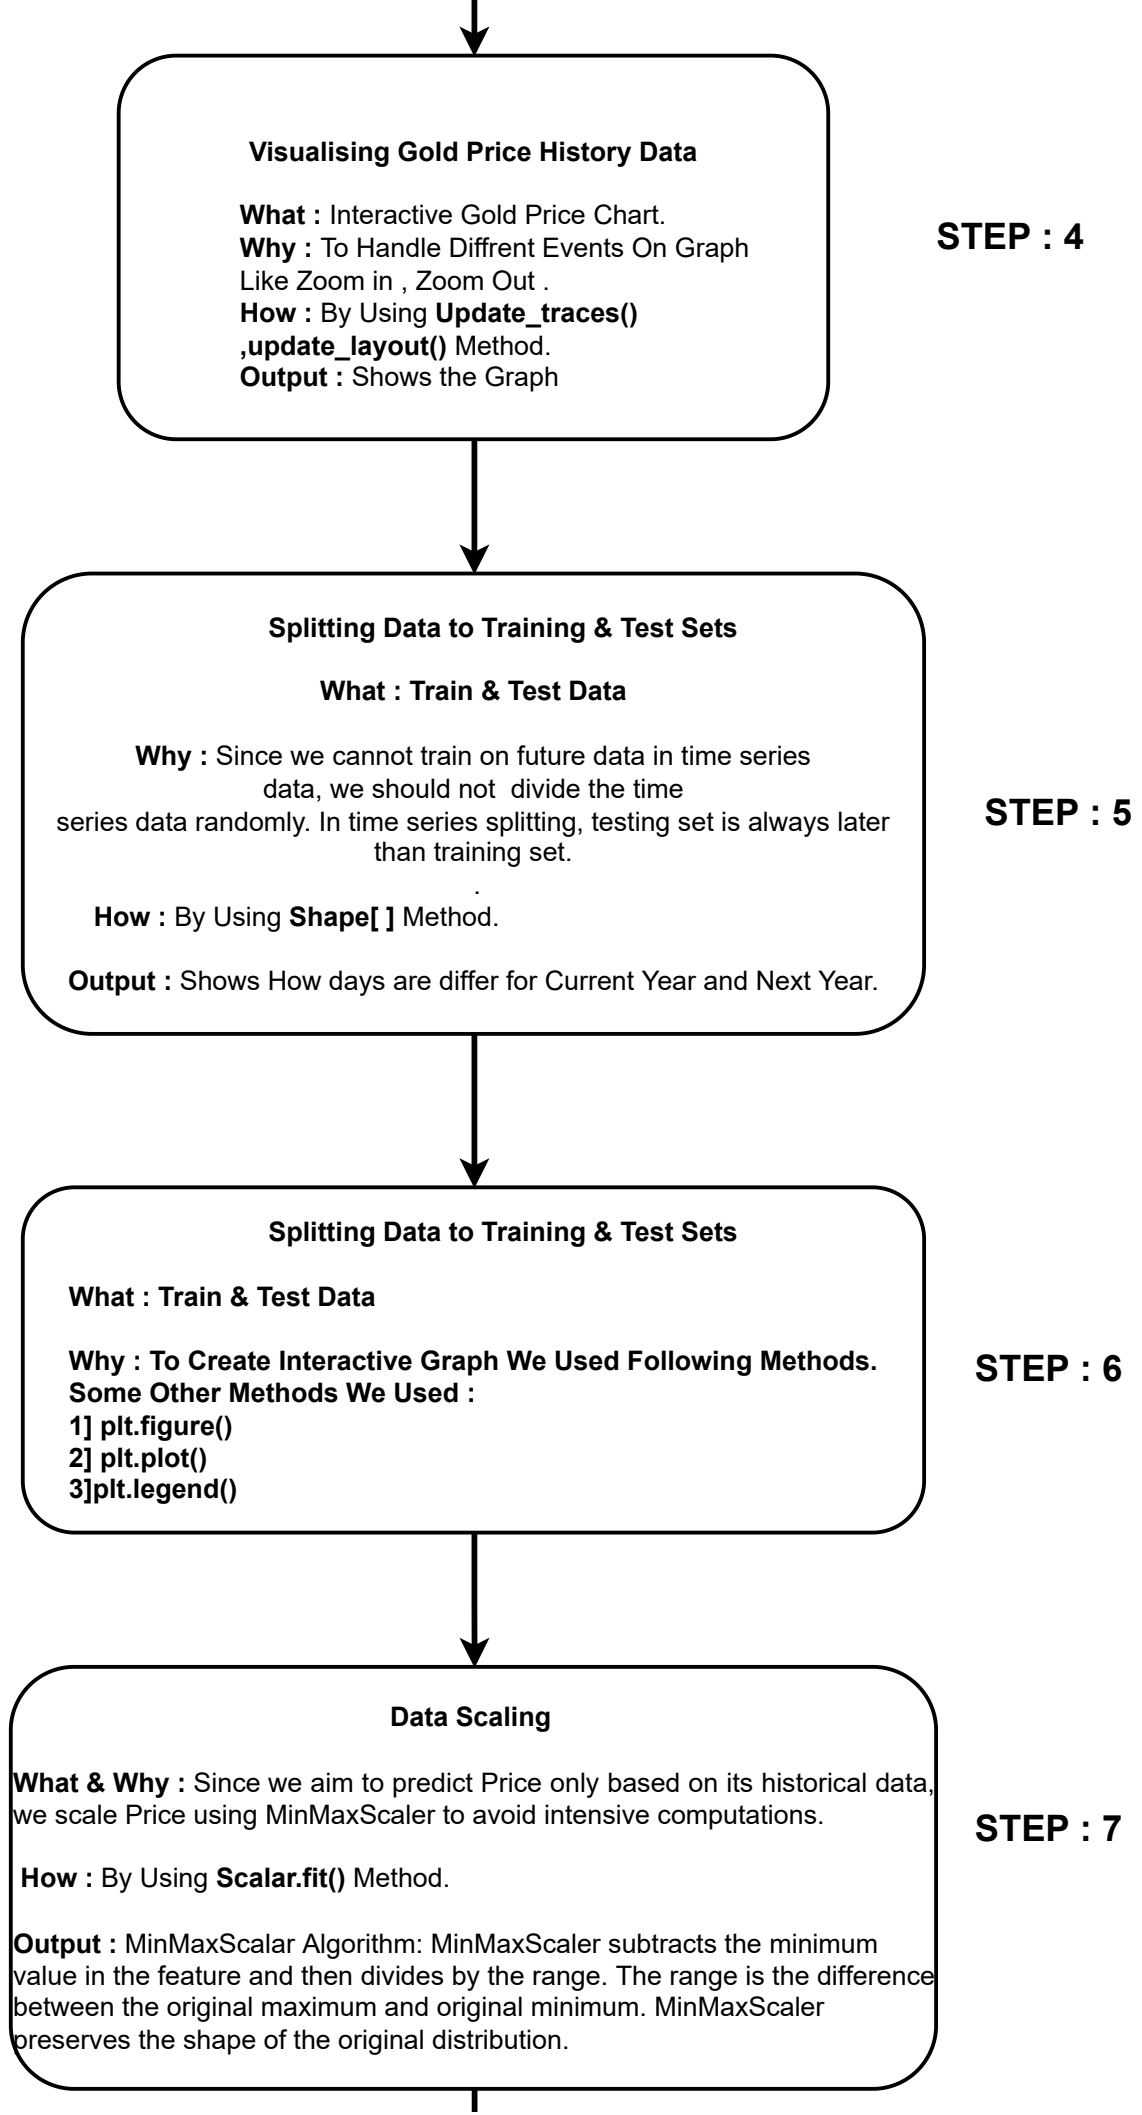 Visualising Gold Price History Data
What : Interactive Gold Price Chart.
Why : To Handle Diffrent Events On Graph
Like Zoom in , Zoom Out .
How : By Using Update_traces()
,update_layout() Method.
Output : Shows the Graph
STEP : 4
Splitting Data to Training & Test Sets
What : Train & Test Data
Why : Since we cannot train on future data in time series
data, we should not  divide the time
series data randomly. In time series splitting, testing set is always later
than training set.
.
How : By Using Shape[ ] Method.
Output : Shows How days are differ for Current Year and Next Year.
STEP : 5
Splitting Data to Training & Test Sets
What : Train & Test Data
Why : To Create Interactive Graph We Used Following Methods.
Some Other Methods We Used :
1] plt.figure()
2] plt.plot()
3]plt.legend()
STEP : 6
Data Scaling
What & Why : Since we aim to predict Price only based on its historical data,
we scale Price using MinMaxScaler to avoid intensive computations.
How : By Using Scalar.fit() Method.
Output : MinMaxScalar Algorithm: MinMaxScaler subtracts the minimum
value in the feature and then divides by the range. The range is the difference
between the original maximum and original minimum. MinMaxScaler
preserves the shape of the original distribution.
STEP : 7